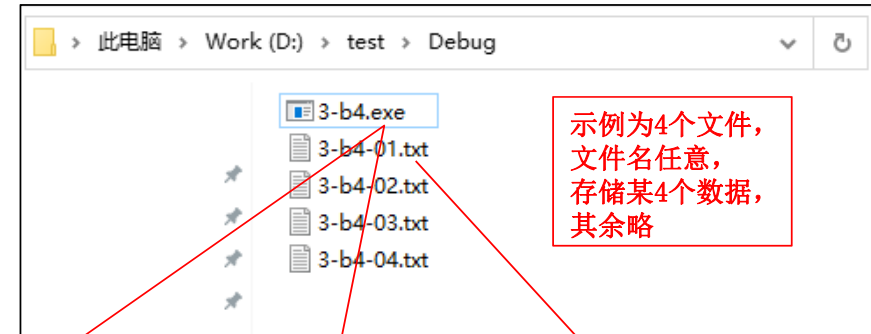 此电脑 > Work (D:) > test > Debug
3-b4.exe
3-b4-01.txt
3-b4-02.txt
3-b4-03.txt
3-b4-04.txt
示例为4个文件，
文件名任意，
存储某4个数据，
其余略